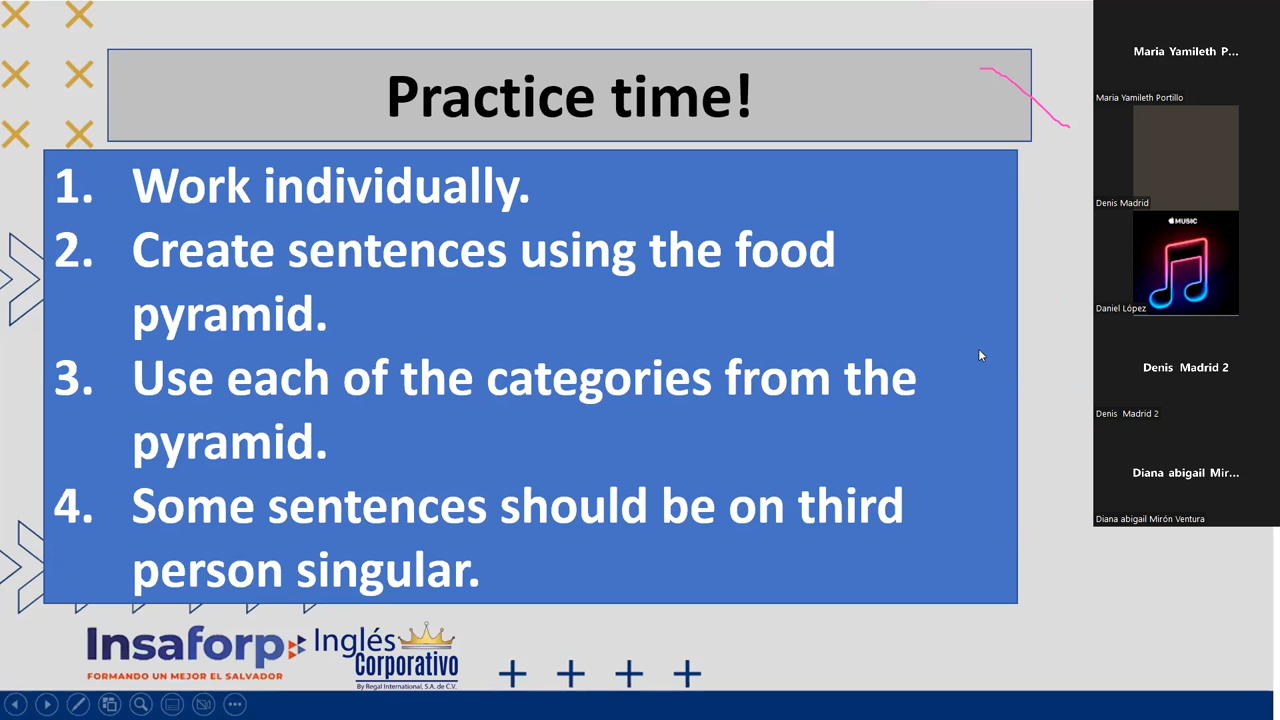 Practice time!
1. Work individually.
2. Create sentences using the food
pyramid.
3. Use each of the categories from the
pyramid.
4. Some sentences should be on third
person singular.
Insaforp
FORMANDO UN MEJOR EL SALVADOR
Inglés
Corporativo
By Regal International, S.A. de C.V.
Maria Yamileth P...
Maria Yamileth Portillo
Denis Madrid
MUSIC
Daniel López
Denis Madrid 2
Denis Madrid 2
Diana abigail Mir...
Diana abigail Mirón Ventura